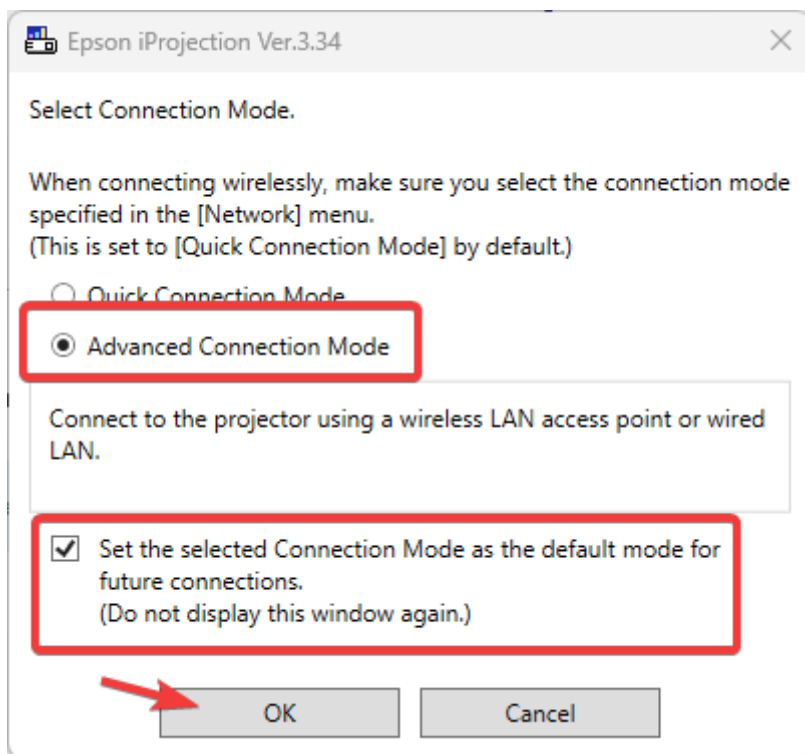 Epson iProjection Ver.3.34
Select Connection Mode.
When connecting wirelessly, make sure you select the connection mode
specified in the [Network] menu.
(This is set to [Quick Connection Mode] by default.)
Quick Connection Mode
Advanced Connection Mode
Connect to the projector using a wireless LAN access point or wired
LAN.
Set the selected Connection Mode as the default mode for
future connections.
(Do not display this window again.)
OK
Cancel